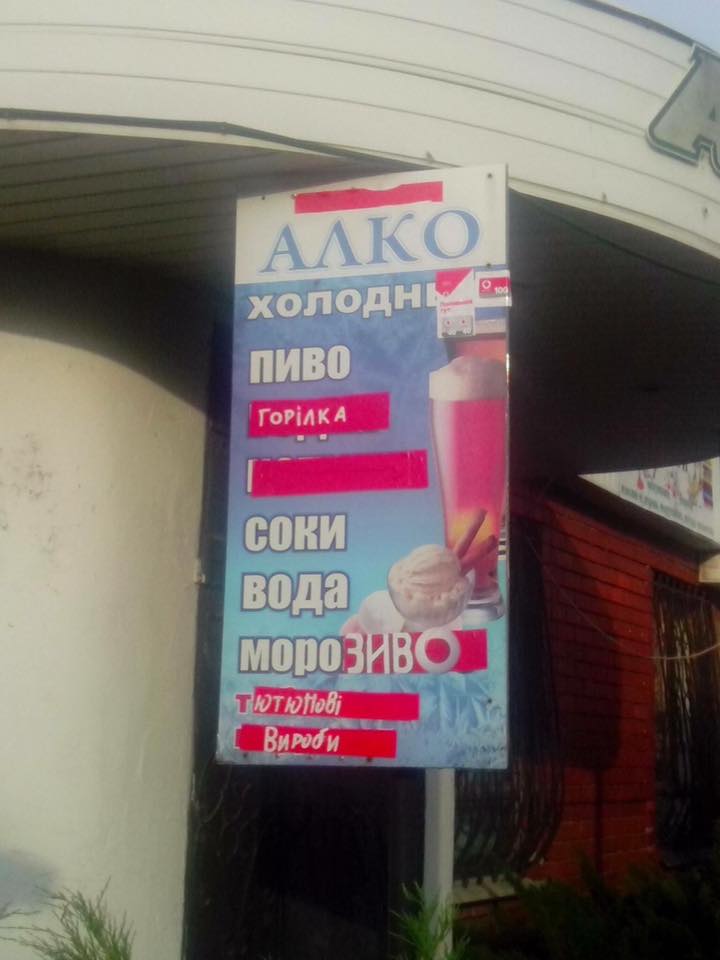 АЛКО
холодн
пиво
ГОРІЛКА
соки
вода
морозиво
Тютюнові
Вироби